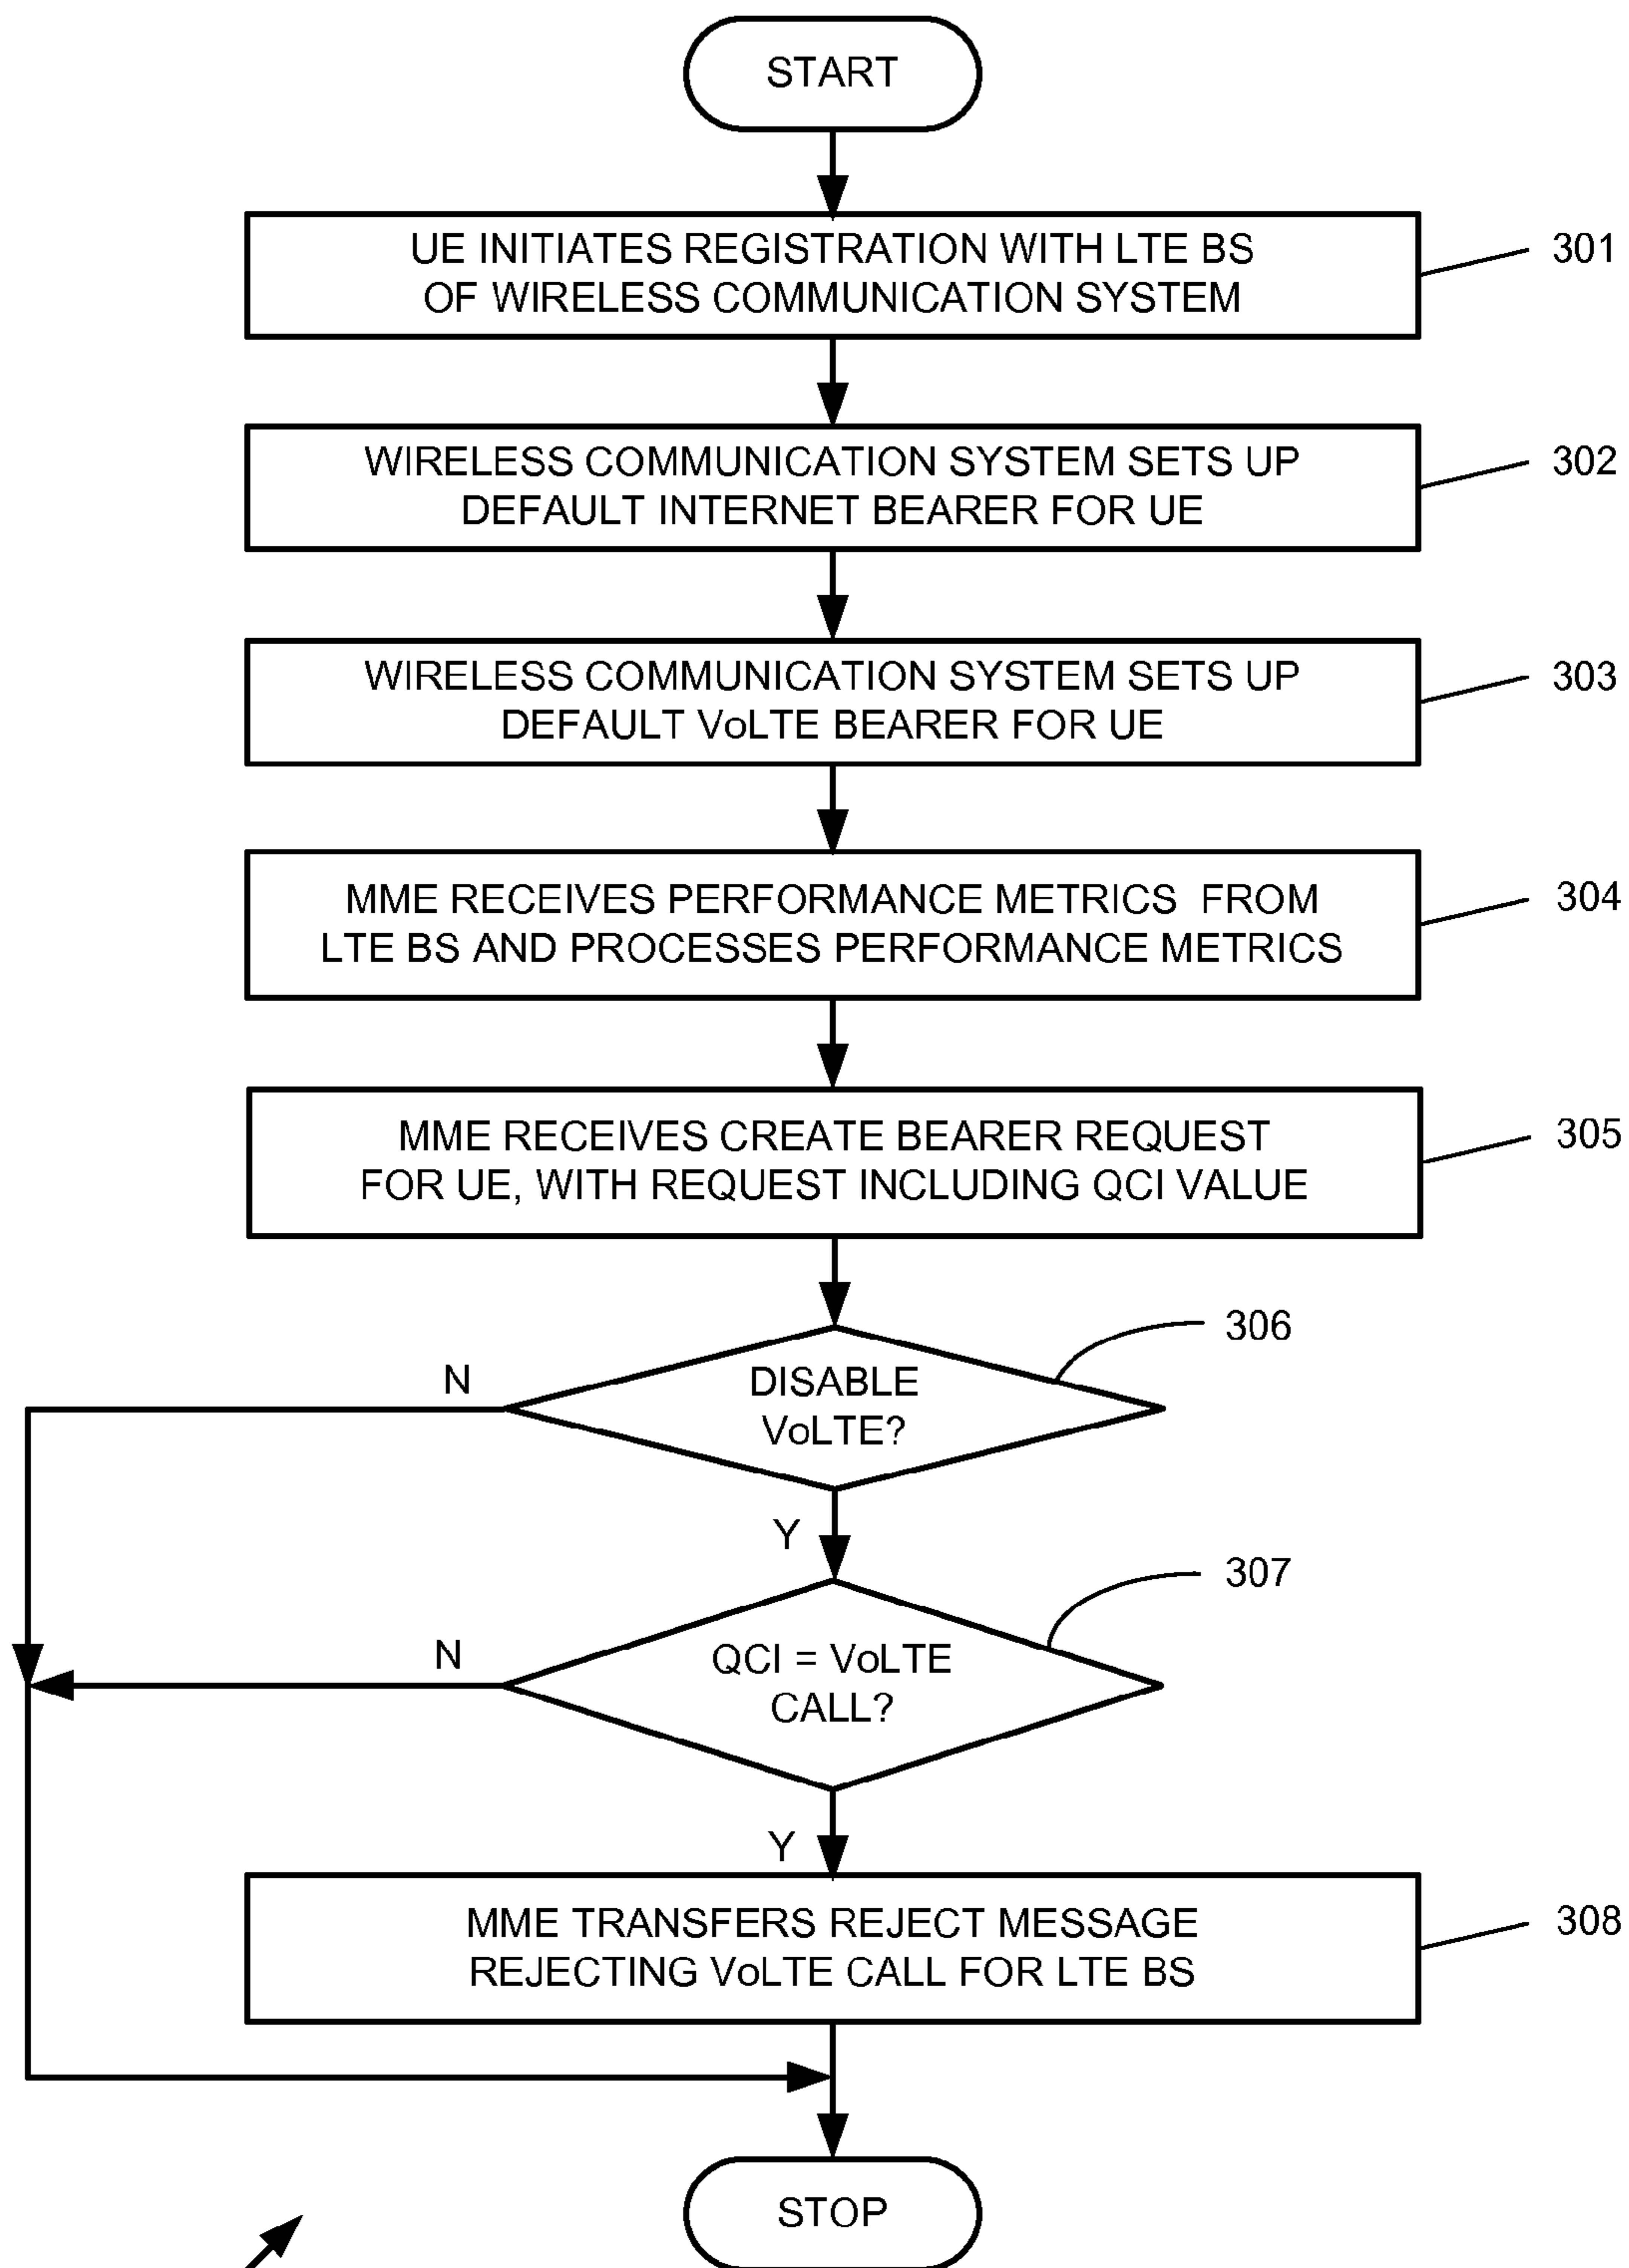 START
UE INITIATES REGISTRATION WITH LTE BS
OF WIRELESS COMMUNICATION SYSTEM
301
WIRELESS COMMUNICATION SYSTEM SETS UP
DEFAULT INTERNET BEARER FOR UE
302
WIRELESS COMMUNICATION SYSTEM SETS UP
DEFAULT VoLTE BEARER FOR UE
303
MME RECEIVES PERFORMANCE METRICS FROM
LTE BS AND PROCESSES PERFORMANCE METRICS
304
MME RECEIVES CREATE BEARER REQUEST
FOR UE, WITH REQUEST INCLUDING QCI VALUE
305
306
N
DISABLE
VoLTE?
Y
307
N
QCI = VoLTE
CALL?
Y
MME TRANSFERS REJECT MESSAGE
REJECTING VoLTE CALL FOR LTE BS
308
STOP